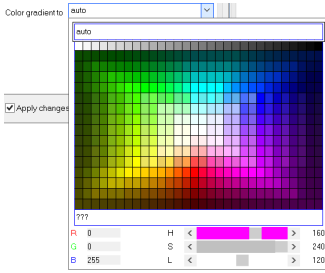 Color gradient to auto
auto
Apply changes
???
R 0 H < > 160
G 0 S < > 240
B 255 L < > 120